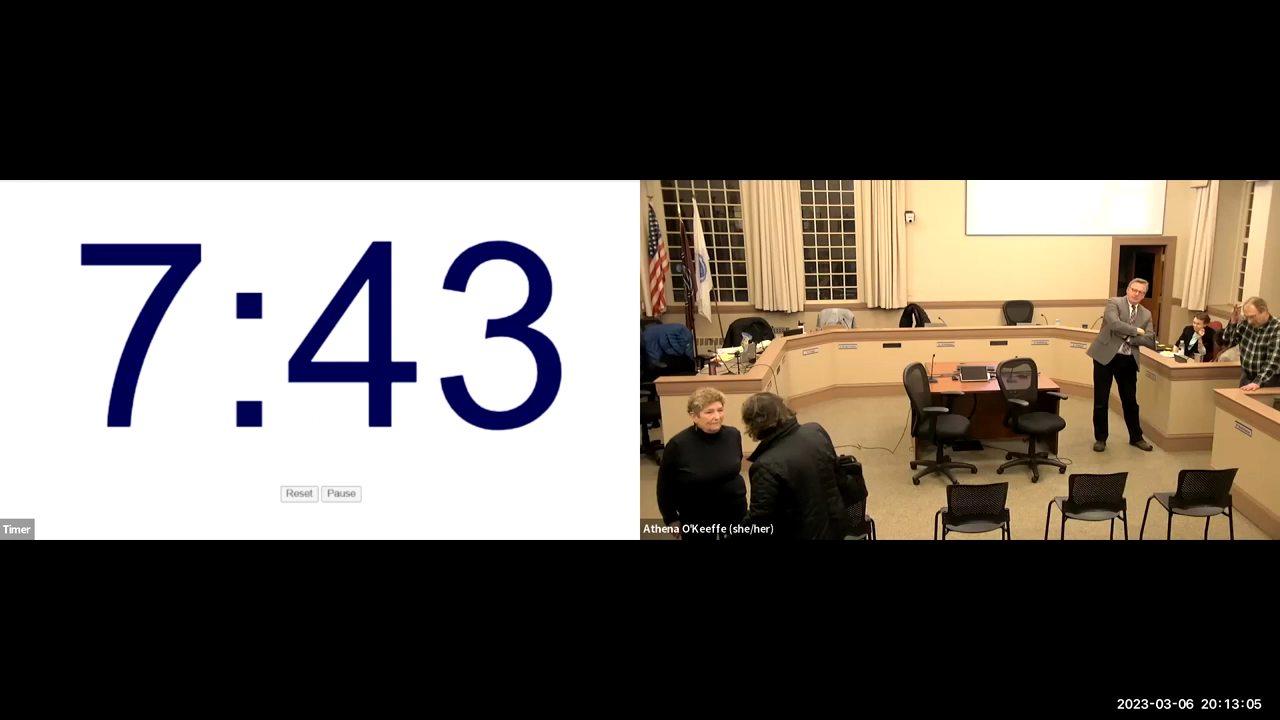 7:43
Reset Pause
Timer
Athena O'Keeffe (she/her)
2023-03-06 20:13:05